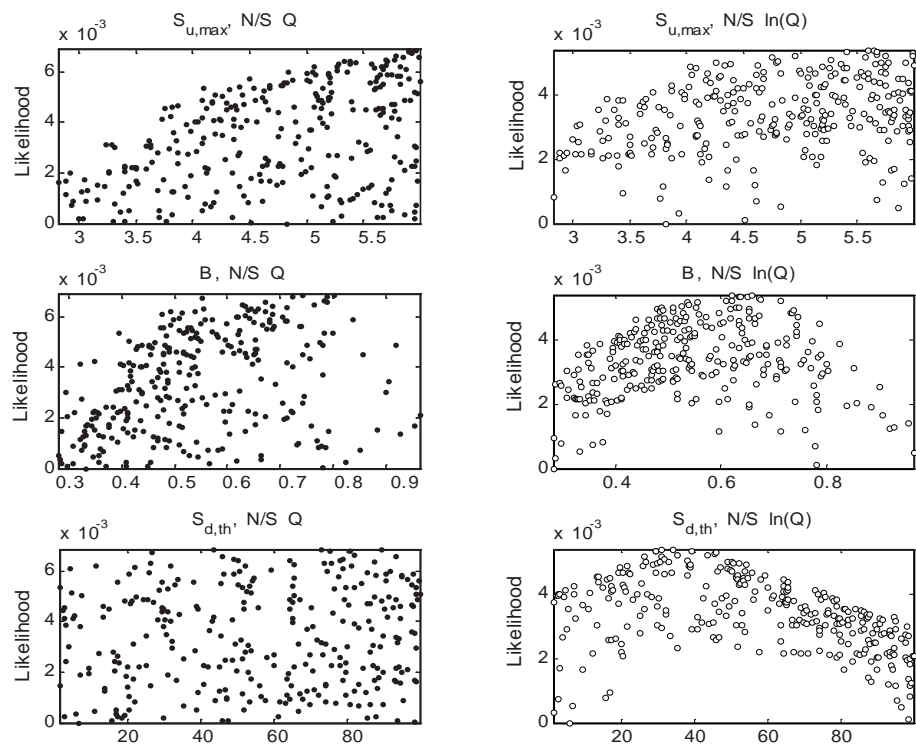 S_u,max, N/S Q
x 10^-3
Likelihood
6
4
2
0
3 3.5 4 4.5 5 5.5
S_u,max, N/S ln(Q)
x 10^-3
Likelihood
4
2
0
3 3.5 4 4.5 5 5.5
B, N/S Q
x 10^-3
Likelihood
6
4
2
0
0.3 0.4 0.5 0.6 0.7 0.8 0.9
B, N/S ln(Q)
x 10^-3
Likelihood
4
2
0
0.4 0.6 0.8
S_d,th, N/S Q
x 10^-3
Likelihood
6
4
2
0
20 40 60 80
S_d,th, N/S ln(Q)
x 10^-3
Likelihood
4
2
0
20 40 60 80